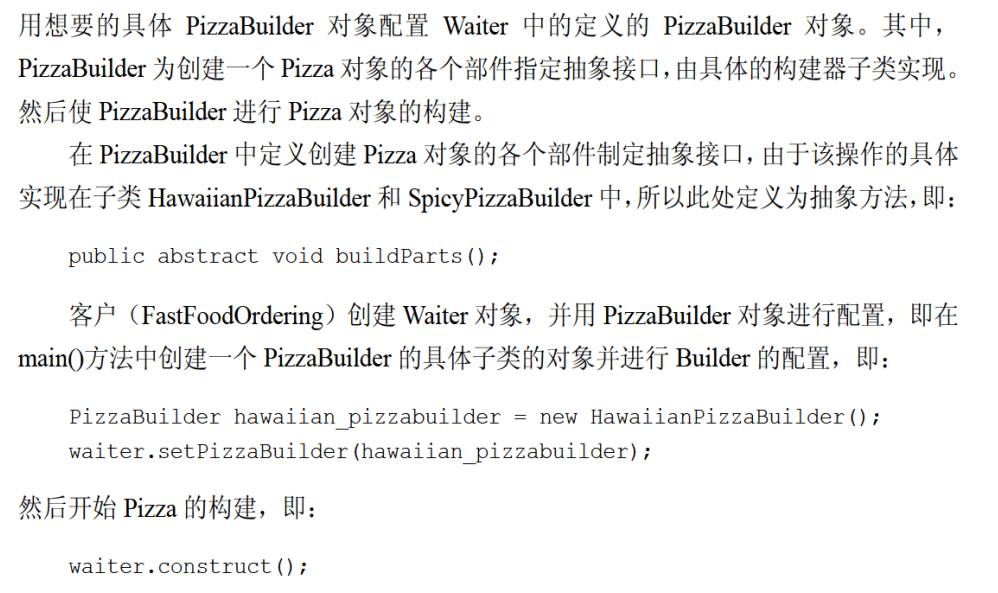 用想要的具体 PizzaBuilder 对象配置 Waiter 中的定义的 PizzaBuilder 对象。其中，
PizzaBuilder 为创建一个 Pizza 对象的各个部件指定抽象接口，由具体的构建器子类实现。
然后使 PizzaBuilder 进行 Pizza 对象的构建。
在 PizzaBuilder 中定义创建 Pizza 对象的各个部件制定抽象接口，由于该操作的具体
实现在子类 HawaiianPizzaBuilder 和 SpicyPizzaBuilder 中，所以此处定义为抽象方法，即：
public abstract void buildParts();
客户（FastFoodOrdering）创建 Waiter 对象，并用 PizzaBuilder 对象进行配置，即在
main()方法中创建一个 PizzaBuilder 的具体子类的对象并进行 Builder 的配置，即：
PizzaBuilder hawaiian_pizzabuilder = new HawaiianPizzaBuilder();
waiter.setPizzaBuilder(hawaiian_pizzabuilder);
然后开始 Pizza 的构建，即：
waiter.construct();